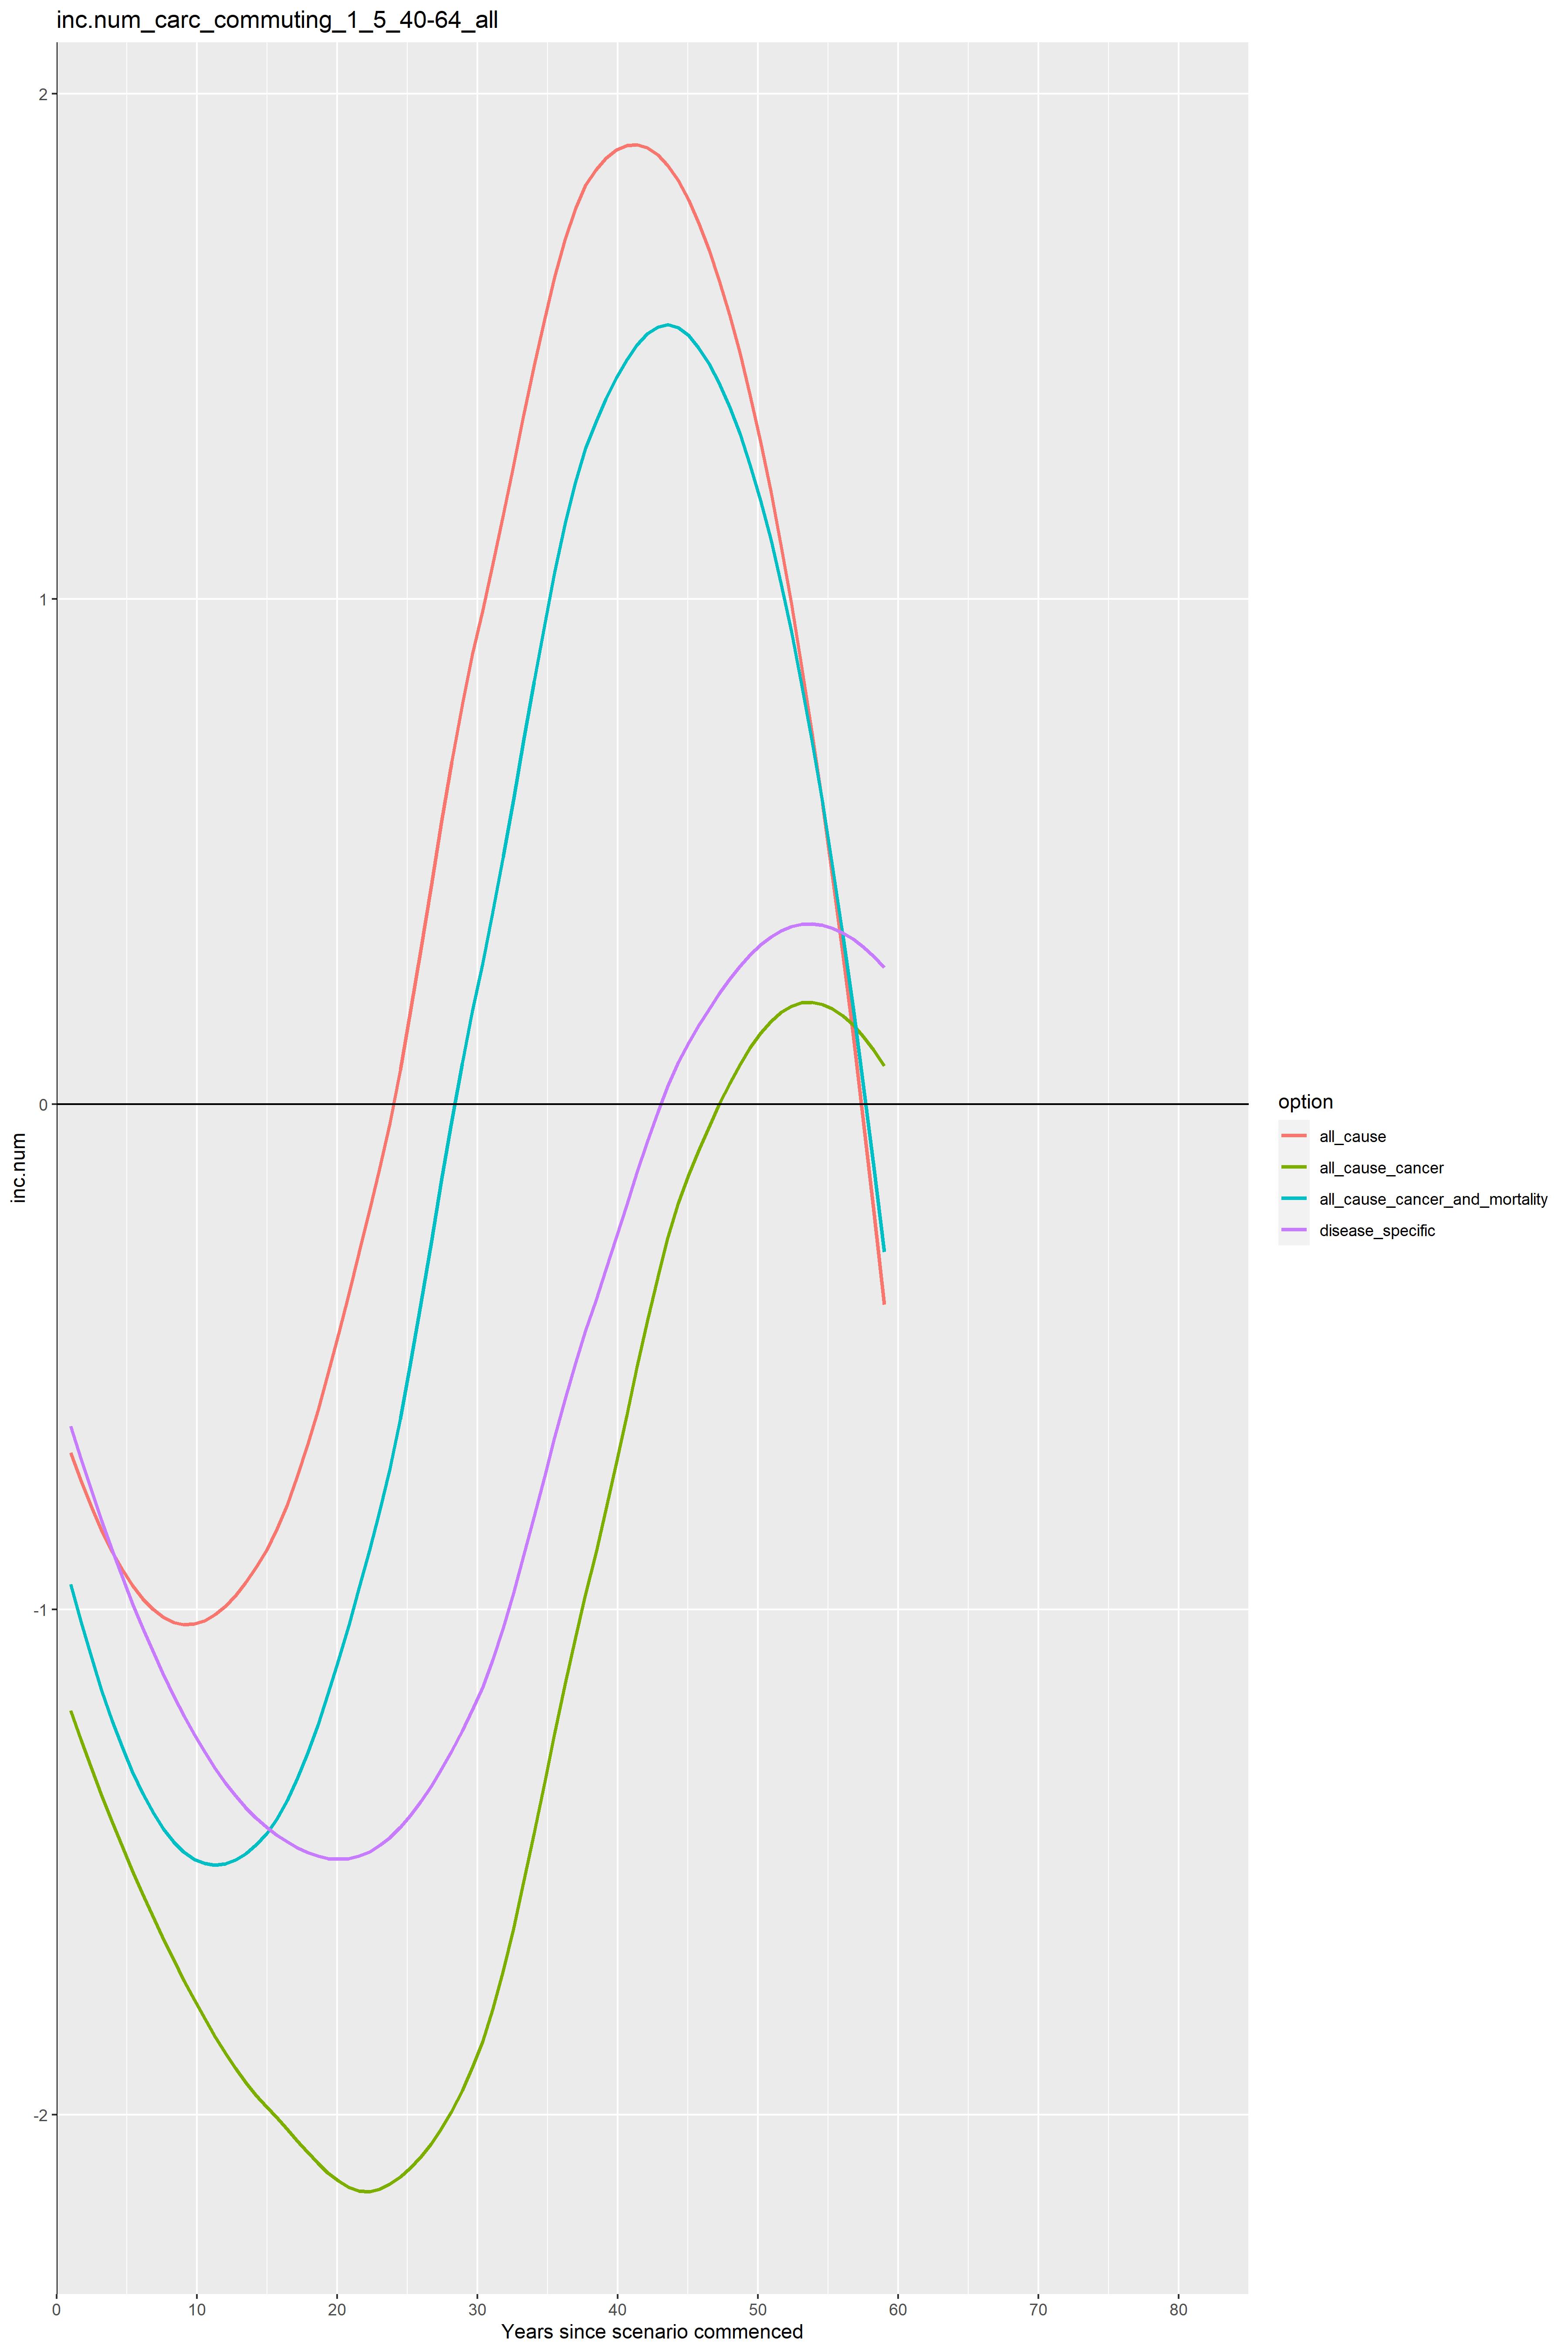 inc.num_carc_commuting_1_5_40-64_all
2
1
0
-1
-2
inc.num
0 10 20 30 40 50 60 70 80
Years since scenario commenced
option
all_cause
all_cause_cancer
all_cause_cancer_and_mortality
disease_specific